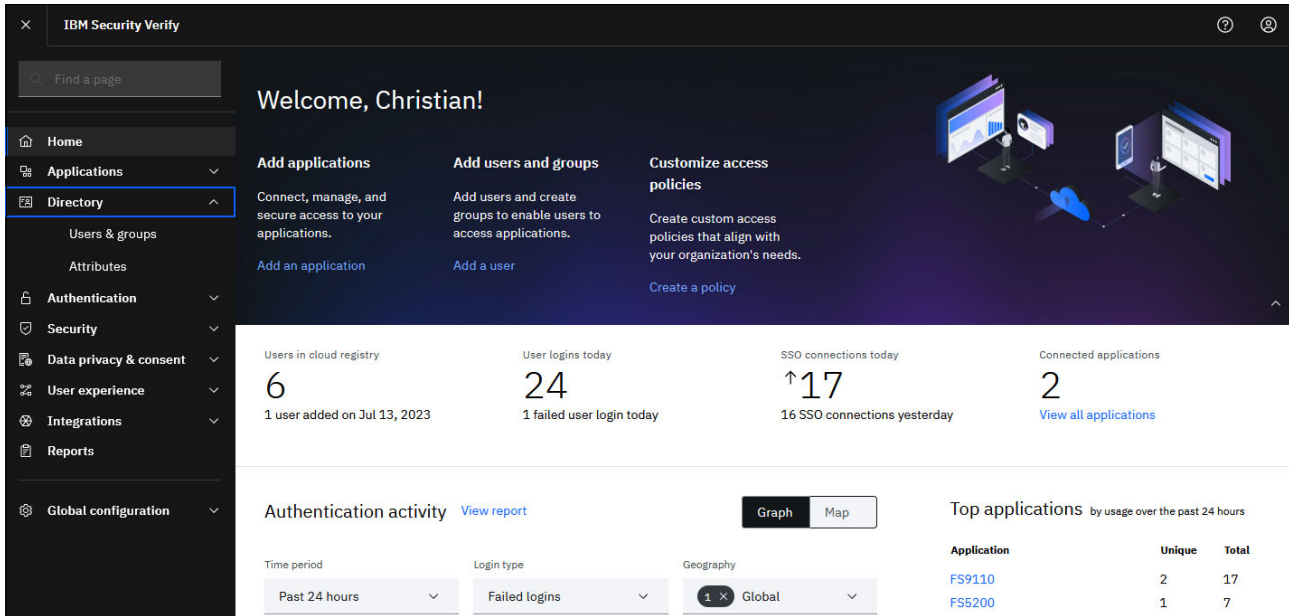 IBM Security Verify
Find a page
Home
Applications
Directory
Users & groups
Attributes
Authentication
Security
Data privacy & consent
User experience
Integrations
Reports
Global configuration
Welcome, Christian!
Add applications
Connect, manage, and
secure access to your
applications.
Add an application
Add users and groups
Add users and create
groups to enable users to
access applications.
Add a user
Customize access
policies
Create custom access
policies that align with
your organization's needs.
Create a policy
Users in cloud registry
6
1 user added on Jul 13, 2023
User logins today
24
1 failed user login today
SSO connections today
↑17
16 SSO connections yesterday
Connected applications
2
View all applications
Authentication activity View report
Graph Map
Time period
Past 24 hours
Login type
Failed logins
Geography
1 × Global
Top applications by usage over the past 24 hours
Application Unique Total
FS9110 2 17
FS5200 1 7